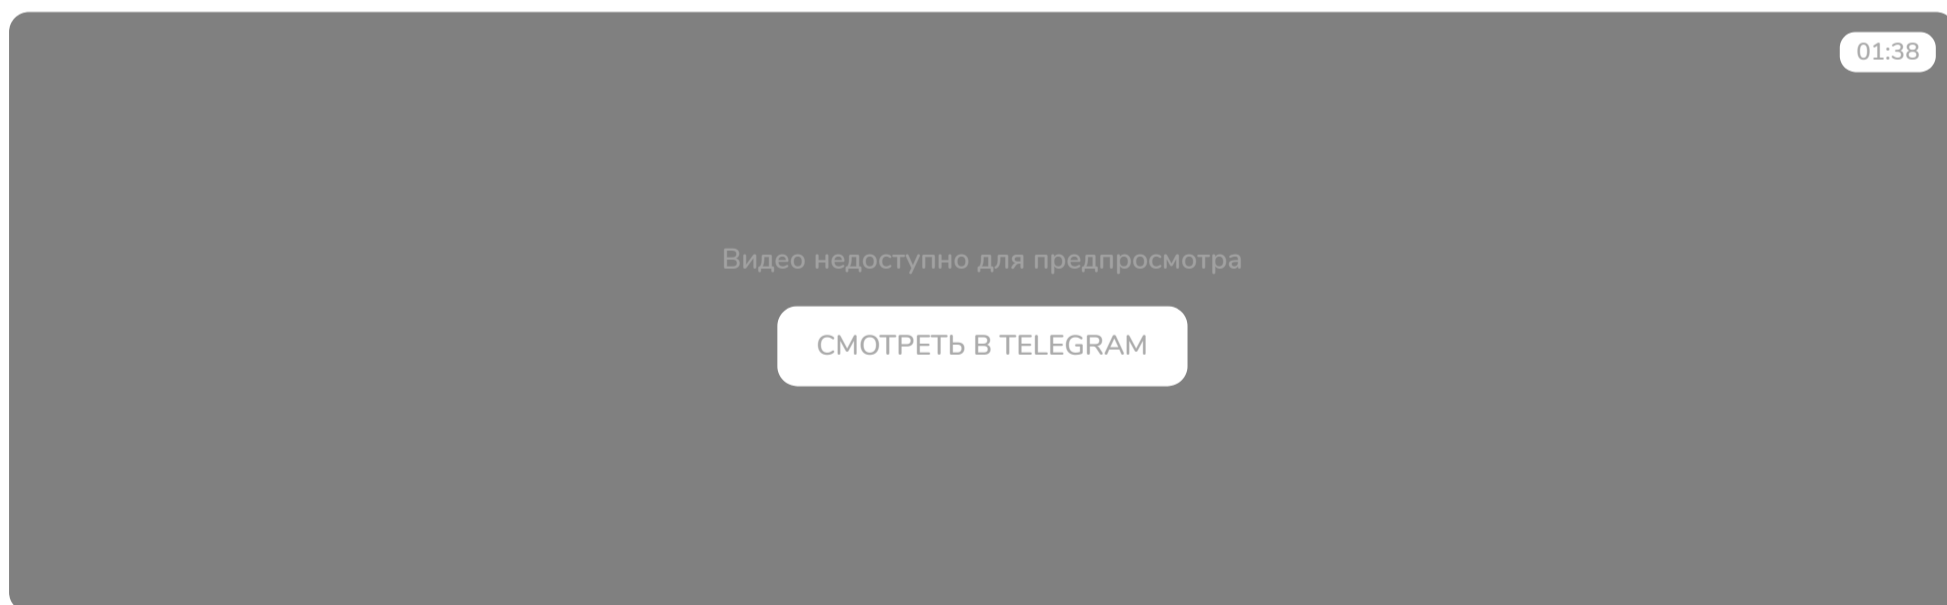 01:38
Видео недоступно для предпросмотра
СМОТРЕТЬ В TELEGRAM